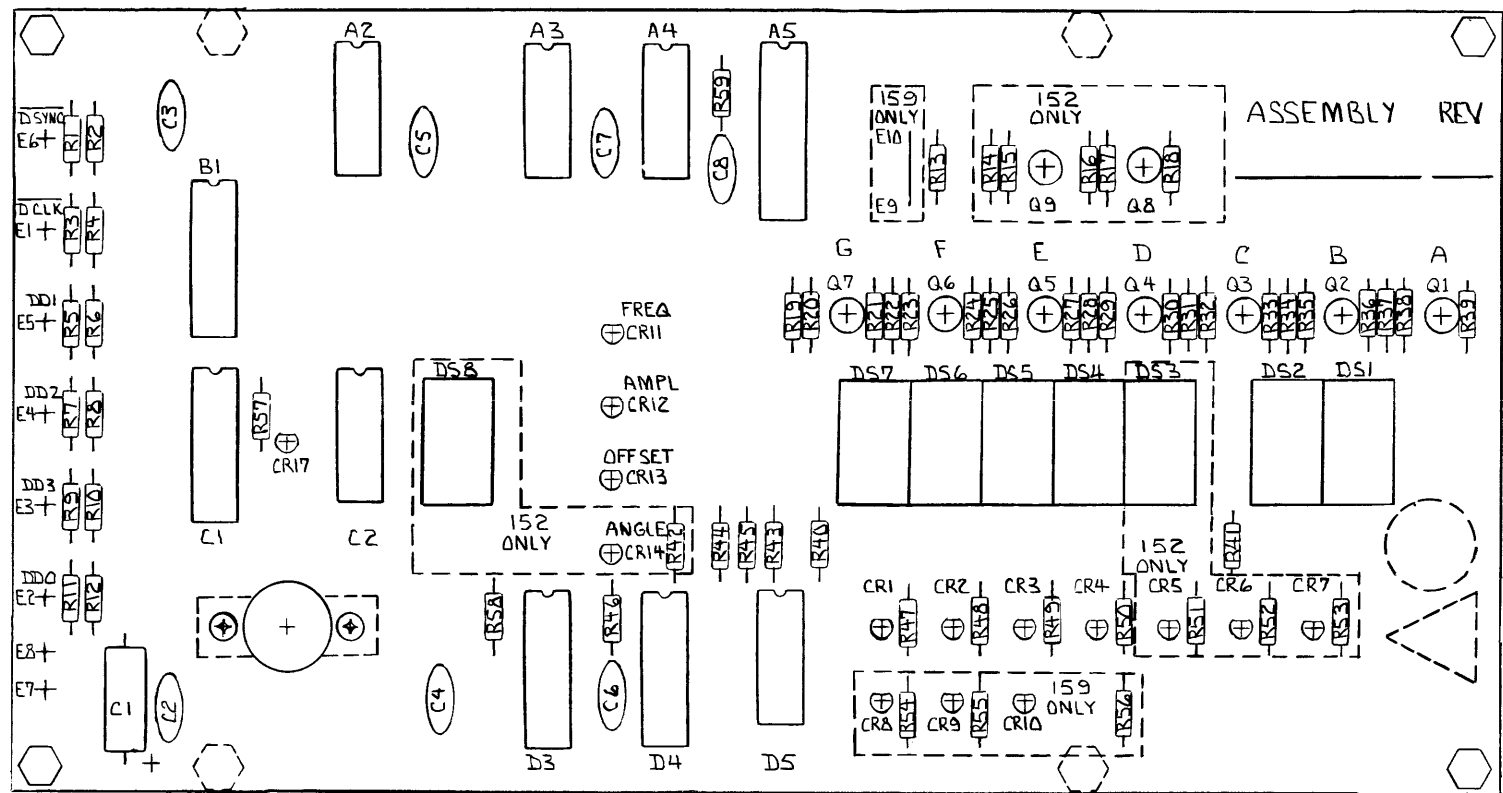 A2 A3 A4 A5
159 ONLY
152 ONLY
ASSEMBLY REV
DSYNC
E6
R1 R2
C3
C5
C7
R59
C8
E10
E9
R13
R14 R15
Q9
R16 R17
Q8
R18
B1
DCLK
E1
R3 R4
G F E D C B A
Q7 Q6 Q5 Q4 Q3 Q2 Q1
R19 R20 R21 R22 R23 R24 R25 R26 R27 R28 R29 R30 R31 R32 R33 R34 R35 R36 R37 R38 R39
DD1
E5
R5 R6
FREQ
CR11
DS8
DS7 DS6 DS5 DS4 DS3 DS2 DS1
DD2
E4
R7 R8
R57
CR17
AMPL
CR12
OFFSET
CR13
DD3
E3
R9 R10
C1
C2
152 ONLY
ANGLE
CR14
R42
R44 R45 R43 R40
152 ONLY
R40
DD0
E2
R11 R12
R58
R46
CR1 CR2 CR3 CR4 CR5 CR6 CR7
R47 R48 R49 R50 R51 R52 R53
E8
E7
C1
C2
+
C4
C6
CR8
R54
CR9
R55
CR10
159 ONLY
R56
D3 D4 D5